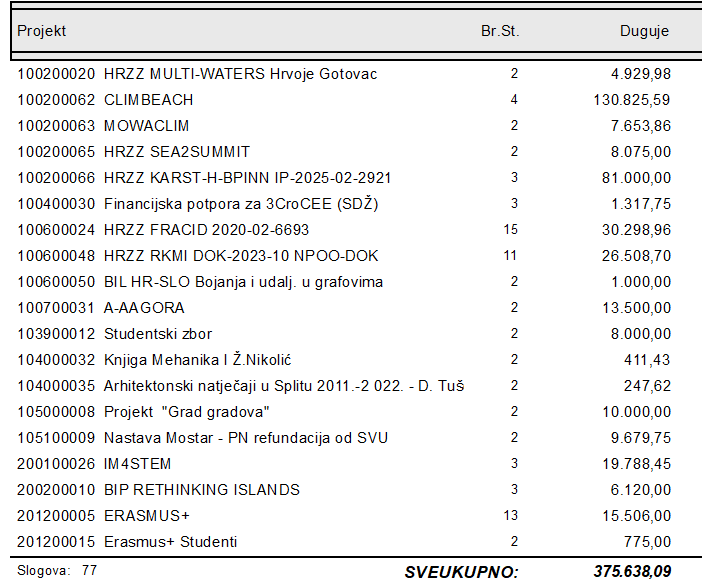 Projekt Br.St. Duguje
100200020 HRZZ MULTI-WATERS Hrvoje Gotovac 2 4.929,98
100200062 CLIMBEACH 4 130.825,59
100200063 MOWACLIM 2 7.653,86
100200065 HRZZ SEA2SUMMIT 2 8.075,00
100200066 HRZZ KARST-H-BPINN IP-2025-02-2921 3 81.000,00
100400030 Financijska potpora za 3CroCEE (SDŽ) 3 1.317,75
100600024 HRZZ FRACID 2020-02-6693 15 30.298,96
100600048 HRZZ RKMI DOK-2023-10 NPOO-DOK 11 26.508,70
100600050 BIL HR-SLO Bojanja i udalj. u grafovima 2 1.000,00
100700031 A-AAGORA 2 13.500,00
103900012 Studentski zbor 2 8.000,00
104000032 Knjiga Mehanika I Ž.Nikolić 2 411,43
104000035 Arhitektonski natječaji u Splitu 2011.-2 022. - D. Tuš 2 247,62
105000008 Projekt "Grad gradova" 2 10.000,00
105100009 Nastava Mostar - PN refundacija od SVU 2 9.679,75
200100026 IM4STEM 3 19.788,45
200200010 BIP RETHINKING ISLANDS 3 6.120,00
201200005 ERASMUS+ 13 15.506,00
201200015 Erasmus+ Studenti 2 775,00
Slogova: 77 SVEUKUPNO: 375.638,09